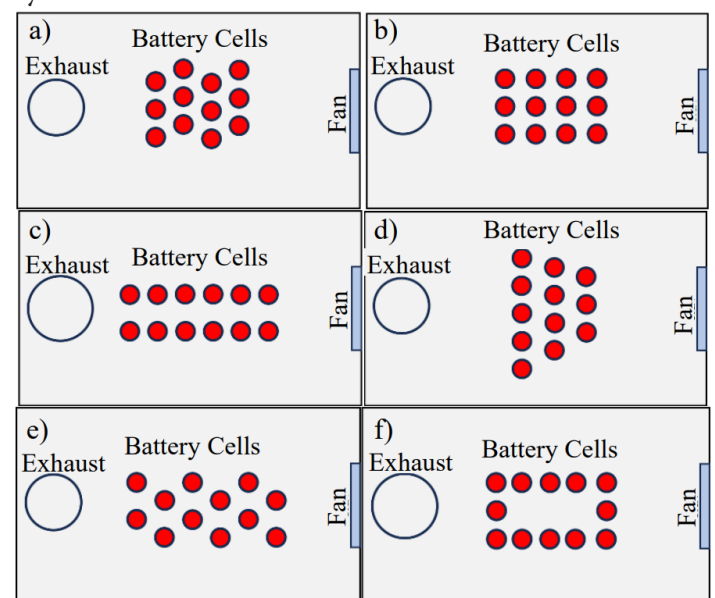 a)
Battery Cells
Exhaust
Fan
b)
Battery Cells
Exhaust
Fan
c)
Battery Cells
Exhaust
Fan
d)
Battery Cells
Exhaust
Fan
e)
Battery Cells
Exhaust
Fan
f)
Battery Cells
Exhaust
Fan